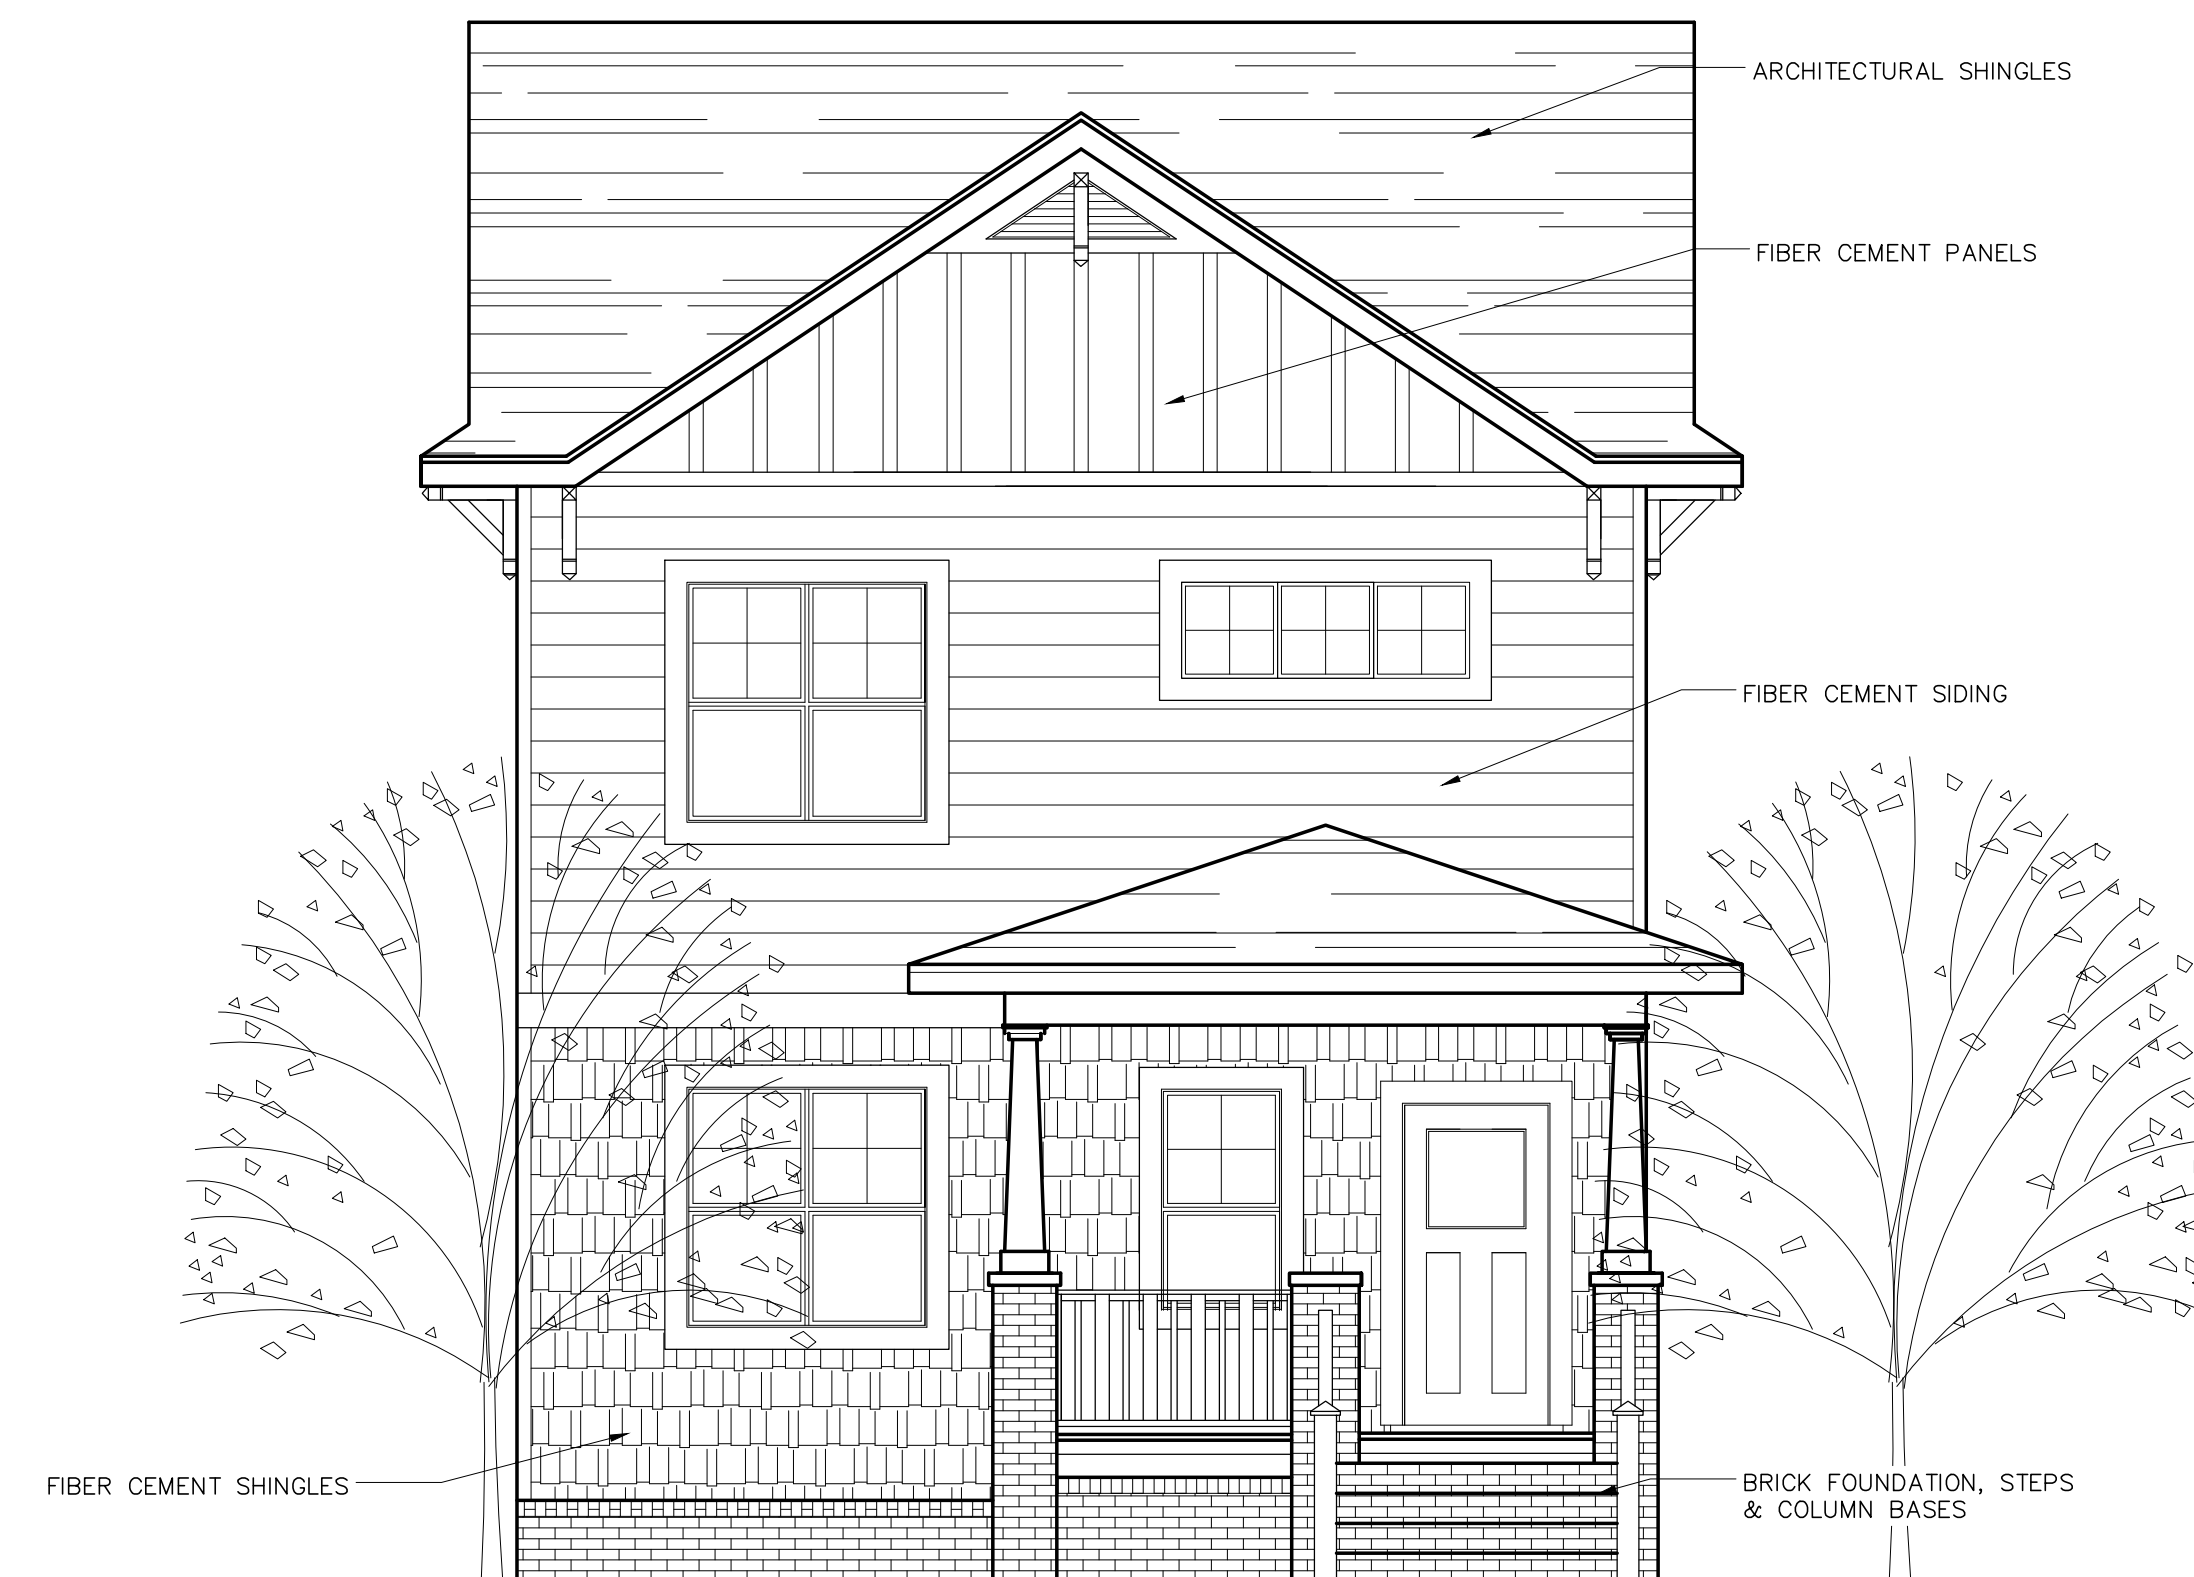 ARCHITECTURAL SHINGLES
FIBER CEMENT PANELS
FIBER CEMENT SIDING
FIBER CEMENT SHINGLES
BRICK FOUNDATION, STEPS
& COLUMN BASES